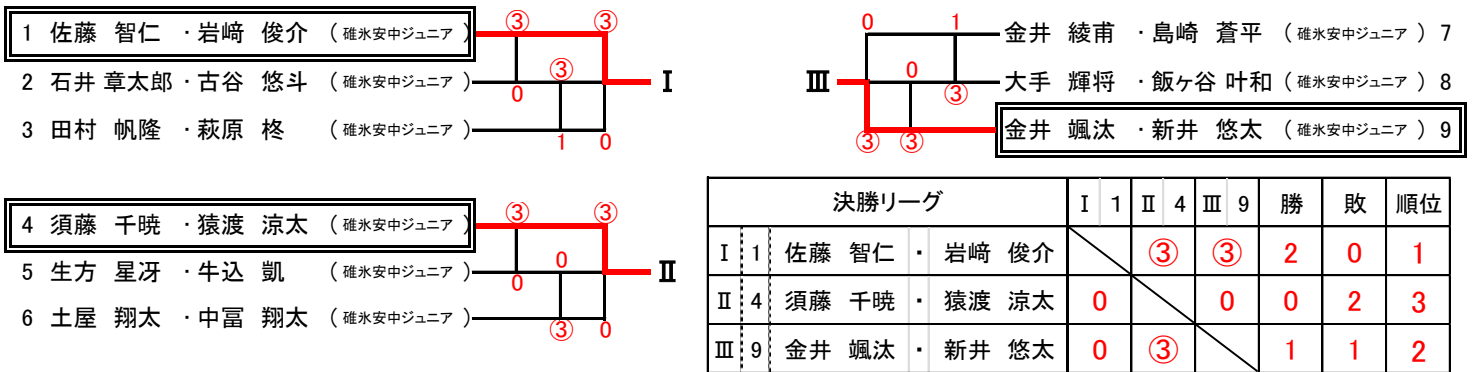 ③ ③
1 佐藤 智仁 ・岩﨑 俊介 (碓氷安中ジュニア)
③
2 石井 章太郎・古谷 悠斗 (碓氷安中ジュニア) Ⅰ
0
3 田村 帆隆 ・萩原 柊 (碓氷安中ジュニア)
1 0
③ ③
4 須藤 千暁 ・猿渡 涼太 (碓氷安中ジュニア)
0
5 生方 星冴 ・牛込 凱 (碓氷安中ジュニア) Ⅱ
0
6 土屋 翔太 ・中冨 翔太 (碓氷安中ジュニア)
③ 0
0 1
金井 綾甫 ・島崎 蒼平 (碓氷安中ジュニア) 7
0
Ⅲ 大手 輝将 ・飯ヶ谷 叶和 (碓氷安中ジュニア) 8
③
金井 颯汰 ・新井 悠太 (碓氷安中ジュニア) 9
③ ③
決勝リーグ Ⅰ 1 Ⅱ 4 Ⅲ 9 勝 敗 順位
Ⅰ 1 佐藤 智仁 ・ 岩﨑 俊介 ③ ③ 2 0 1
Ⅱ 4 須藤 千暁 ・ 猿渡 涼太 0 0 0 2 3
Ⅲ 9 金井 颯汰 ・ 新井 悠太 0 ③ 1 1 2